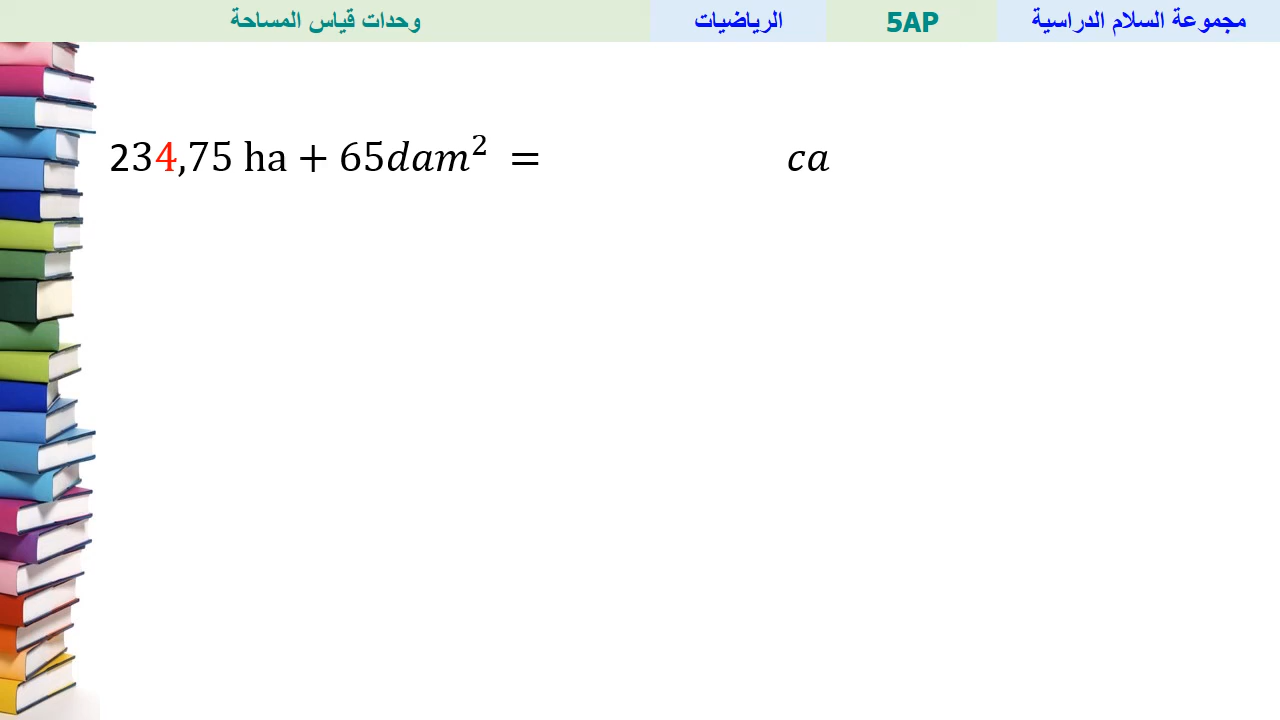 مجموعة السلام الدراسية 5AP الرياضيات وحدات قياس المساحة
234,75 ha + 65dam² = ca